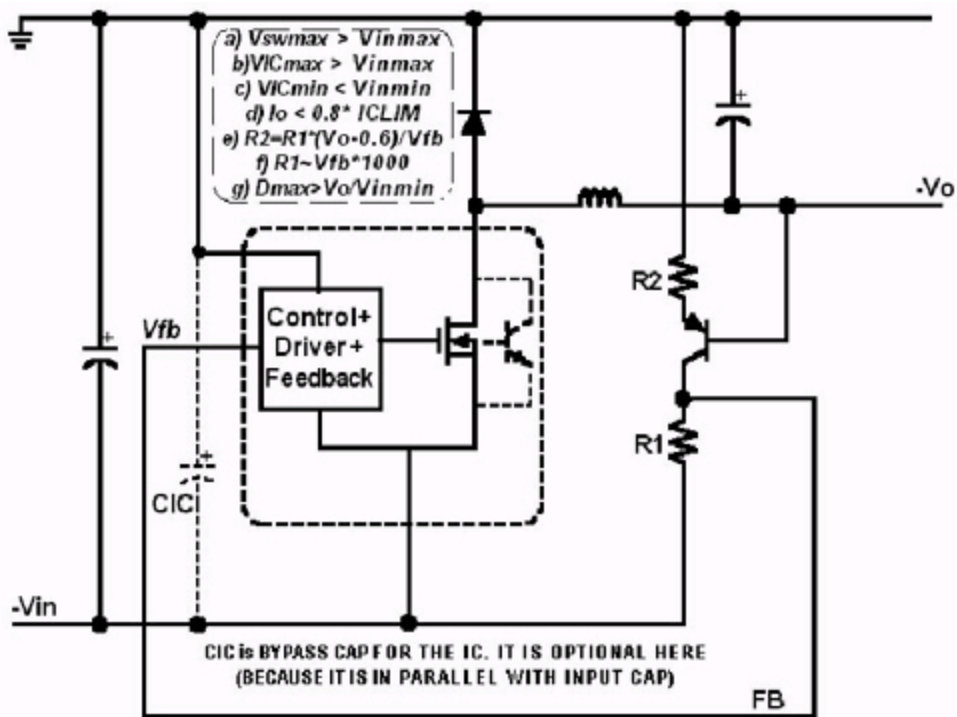 a) Vswmax > Vinmax
b)VICmax > Vinmax
c) VICmin < Vinmin
d) Io < 0.8* ICLIM
e) R2=R1*(Vo-0.6)/Vfb
f) R1~Vfb*1000
g) Dmax>Vo/Vinmin
+
-Vo
R2
Vfb
Control+
Driver+
Feedback
+
+
CIC
R1
-Vin
CIC is BYPASS CAP FOR THE IC. IT IS OPTIONAL HERE
(BECAUSE IT IS IN PARALLEL WITH INPUT CAP)
FB